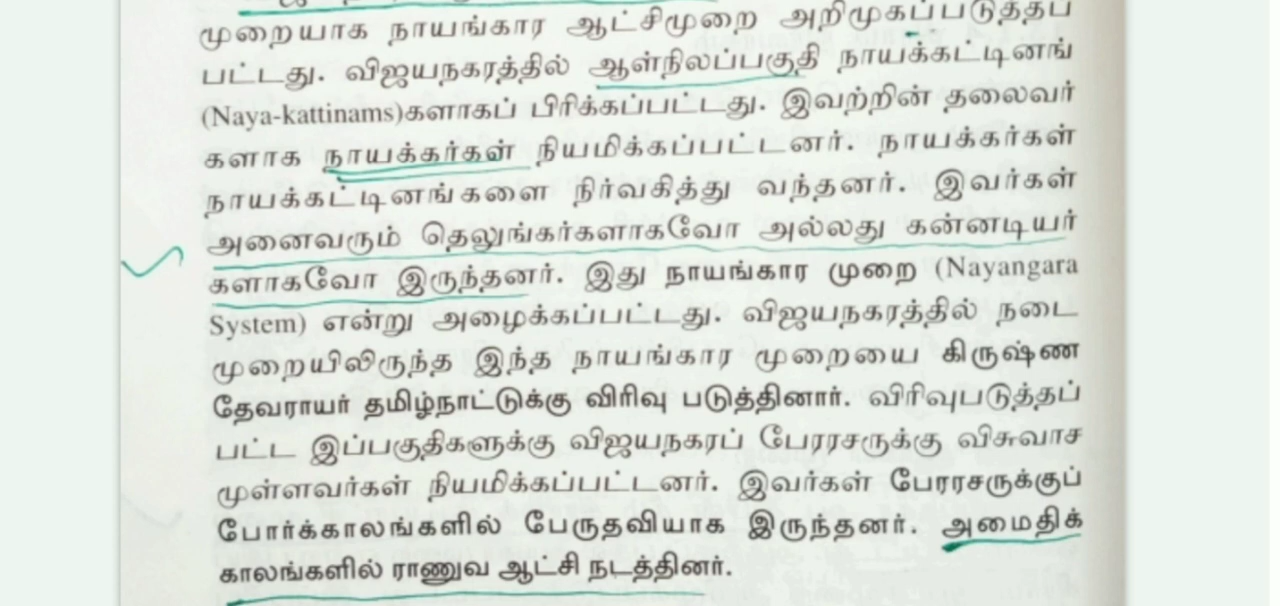 முறையாக நாயங்கார ஆட்சிமுறை அறிமுகப்படுத்தப்
பட்டது. விஜயநகரத்தில் ஆள்நிலப்பகுதி நாயக்கட்டினங்
(Naya-kattinams)களாகப் பிரிக்கப்பட்டது. இவற்றின் தலைவர்
களாக நாயக்கர்கள் நியமிக்கப்பட்டனர். நாயக்கர்கள்
நாயக்கட்டினங்களை நிர்வகித்து வந்தனர். இவர்கள்
அனைவரும் தெலுங்கர்களாகவோ அல்லது கன்னடியர்
களாகவோ இருந்தனர். இது நாயங்கார முறை (Nayangara
System) என்று அழைக்கப்பட்டது. விஜயநகரத்தில் நடை
முறையிலிருந்த இந்த நாயங்கார முறையை கிருஷ்ண
தேவராயர் தமிழ்நாட்டுக்கு விரிவு படுத்தினார். விரிவுபடுத்தப்
பட்ட இப்பகுதிகளுக்கு விஜயநகரப் பேரரசருக்கு விசுவாச
முள்ளவர்கள் நியமிக்கப்பட்டனர். இவர்கள் பேரரசருக்குப்
போர்க்காலங்களில் பேருதவியாக இருந்தனர். அமைதிக்
காலங்களில் ராணுவ ஆட்சி நடத்தினர்.